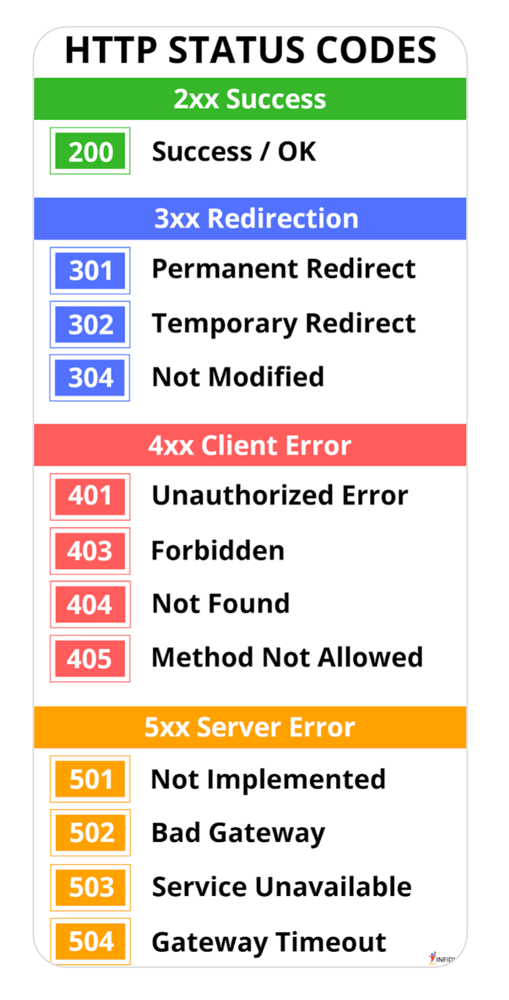 HTTP STATUS CODES
2xx Success
200 Success / OK
3xx Redirection
301 Permanent Redirect
302 Temporary Redirect
304 Not Modified
4xx Client Error
401 Unauthorized Error
403 Forbidden
404 Not Found
405 Method Not Allowed
5xx Server Error
501 Not Implemented
502 Bad Gateway
503 Service Unavailable
504 Gateway Timeout